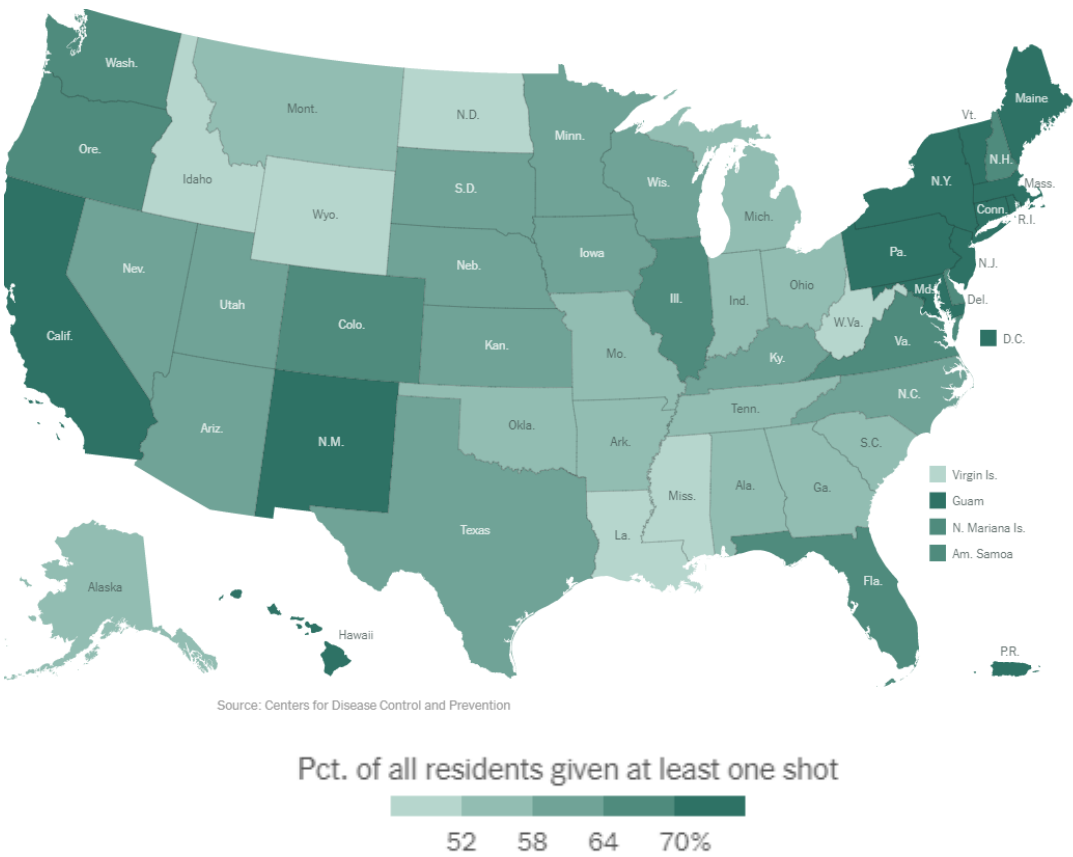 Wash.
Mont.
N.D.
Minn.
Vt.
Maine
Ore.
Idaho
S.D.
Wis.
N.Y.
N.H.
Mass.
Wyo.
Mich.
Conn.
R.I.
Nev.
Utah
Neb.
Iowa
Pa.
N.J.
Colo.
Ill.
Ind.
Ohio
Md.
Del.
Calif.
Kan.
Mo.
Ky.
W.Va.
Va.
D.C.
Ariz.
N.M.
Okla.
Ark.
Tenn.
N.C.
S.C.
Texas
La.
Miss.
Ala.
Ga.
Virgin Is.
Guam
N. Mariana Is.
Am. Samoa
Alaska
Hawaii
Fla.
P.R.
Source: Centers for Disease Control and Prevention
Pct. of all residents given at least one shot
52 58 64 70%